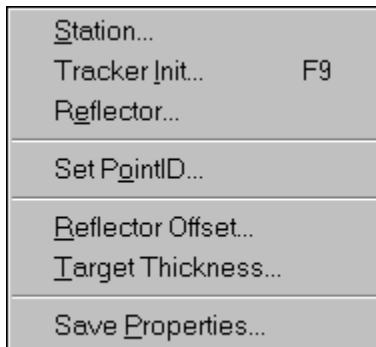 Station...
Tracker Init... F9
Reflector...
Set PointID...
Reflector Offset...
Target Thickness...
Save Properties...